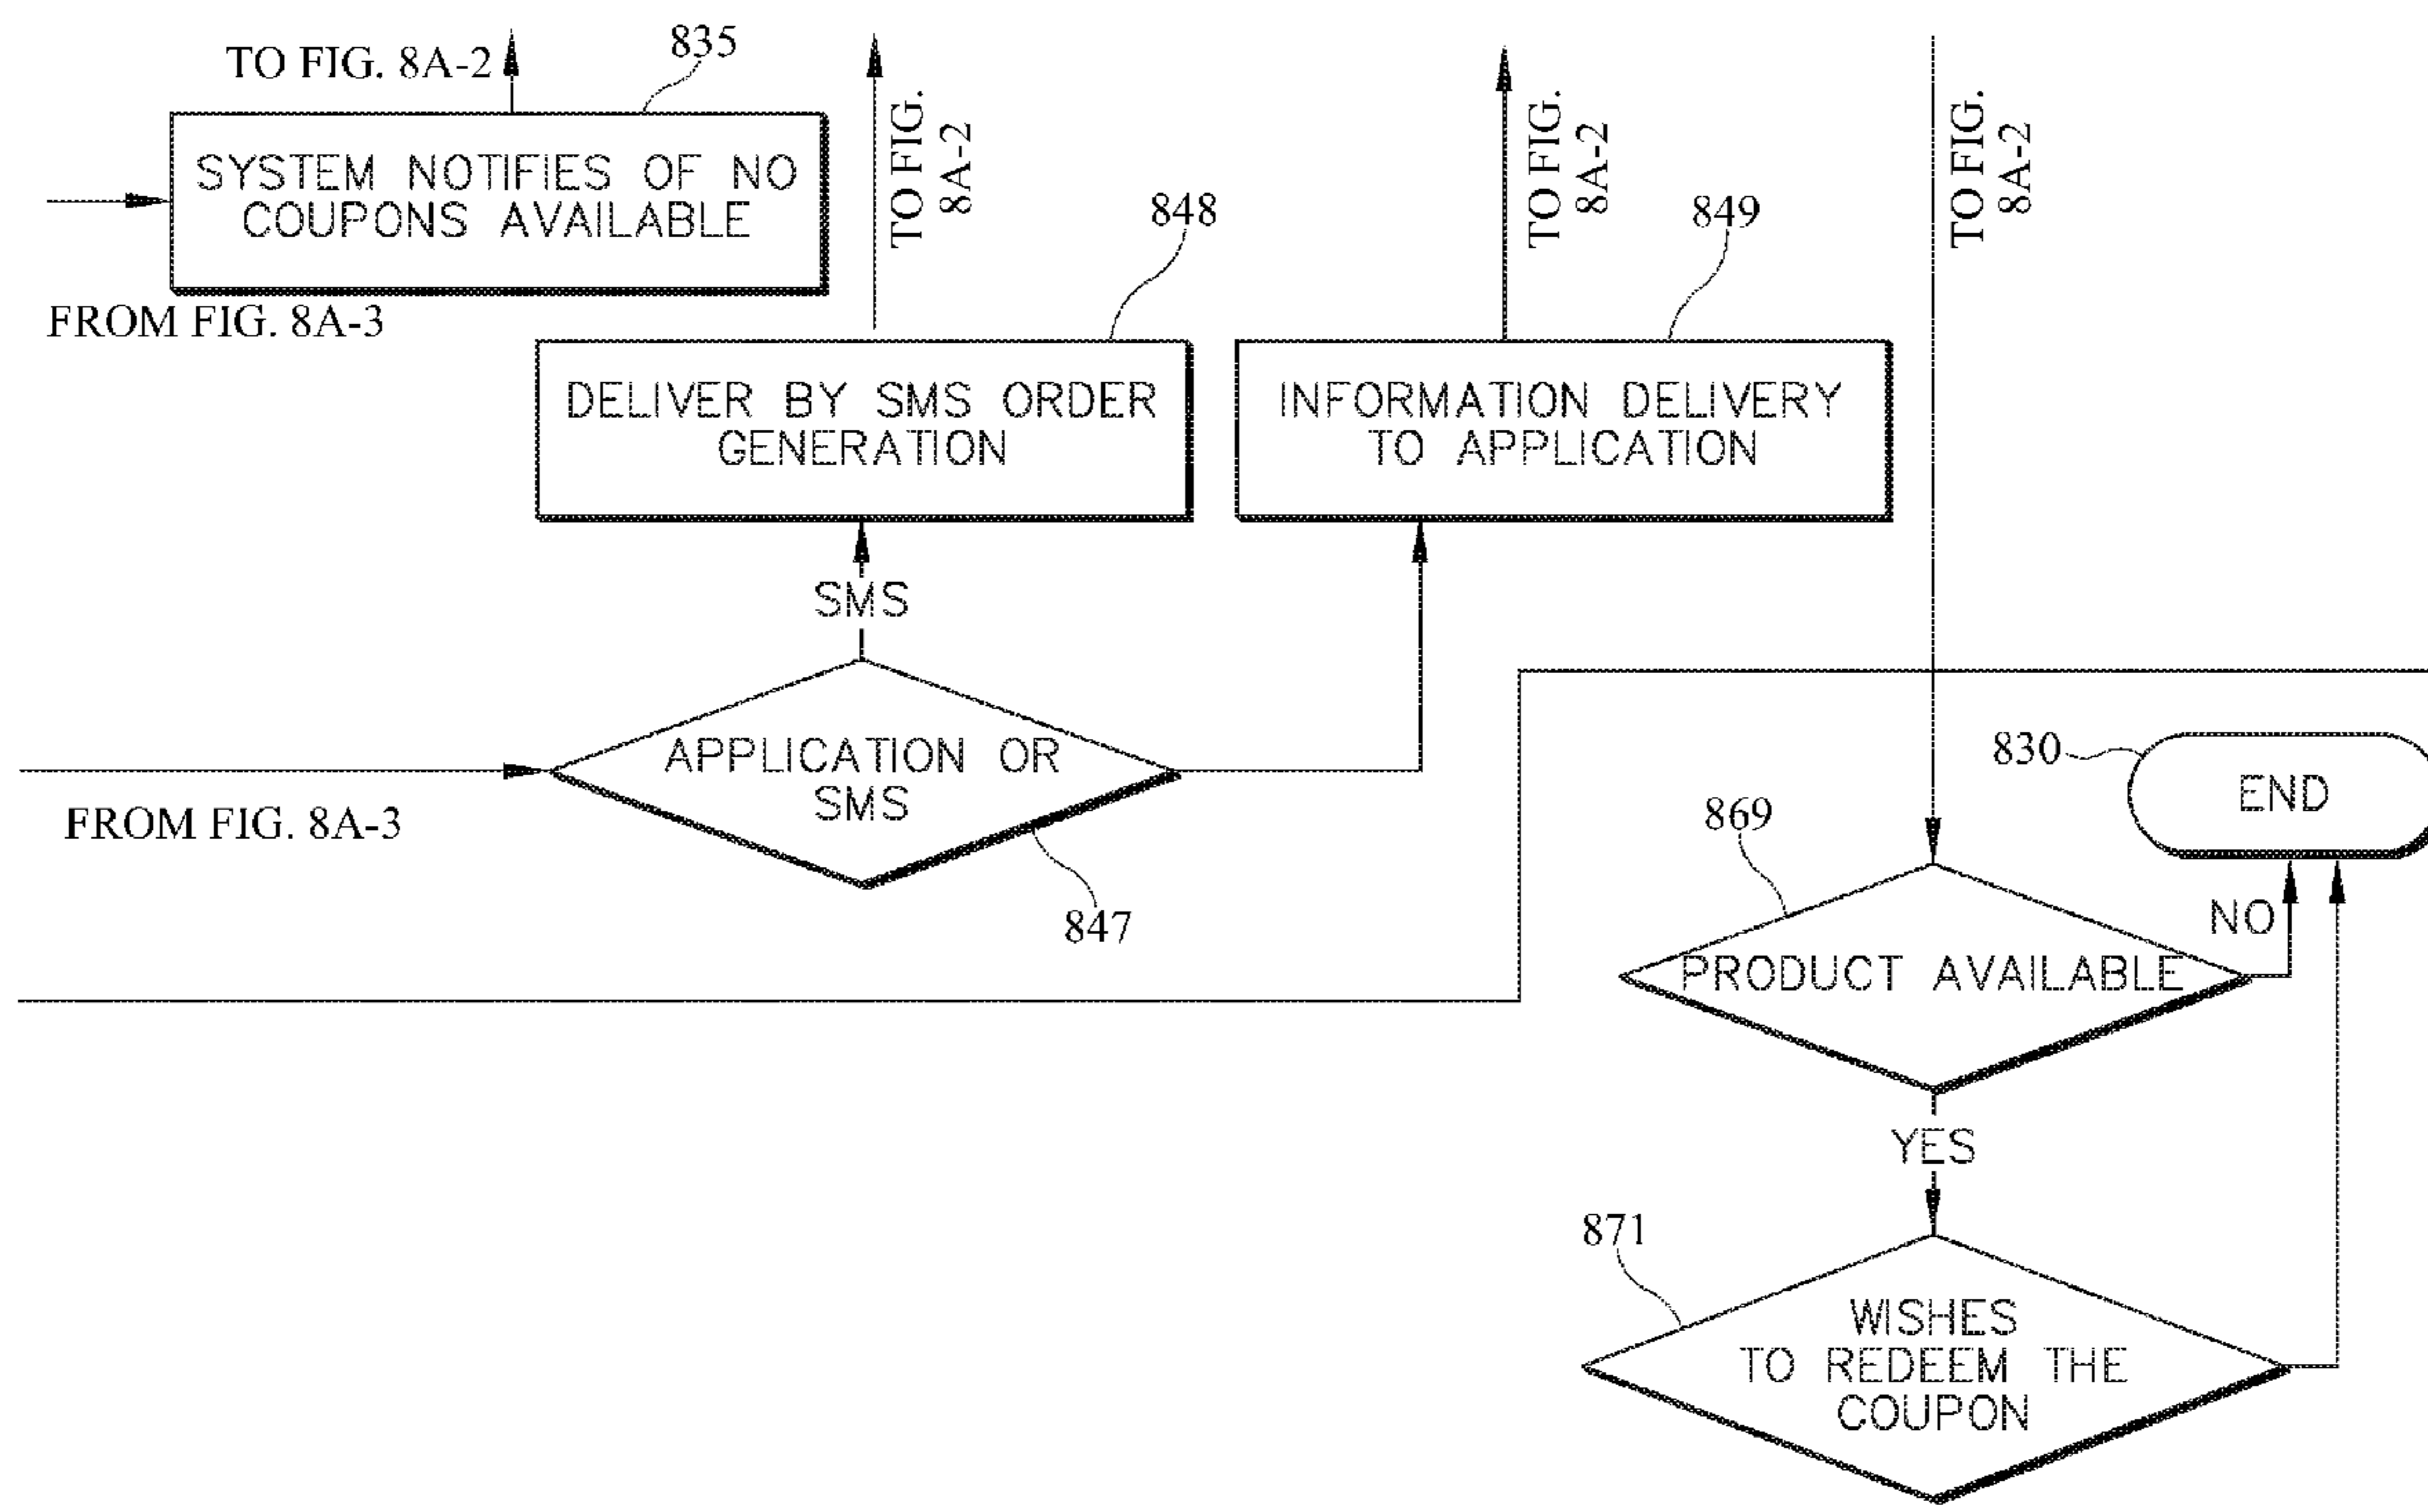 TO FIG. 8A-2
835
SYSTEM NOTIFIES OF NO
COUPONS AVAILABLE
FROM FIG. 8A-3
TO FIG.
8A-2
848
DELIVER BY SMS ORDER
GENERATION
TO FIG.
8A-2
849
INFORMATION DELIVERY
TO APPLICATION
TO FIG.
8A-2
SMS
APPLICATION OR
SMS
FROM FIG. 8A-3
847
830
END
869
NO
PRODUCT AVAILABLE
YES
871
WISHES
TO REDEEM THE
COUPON